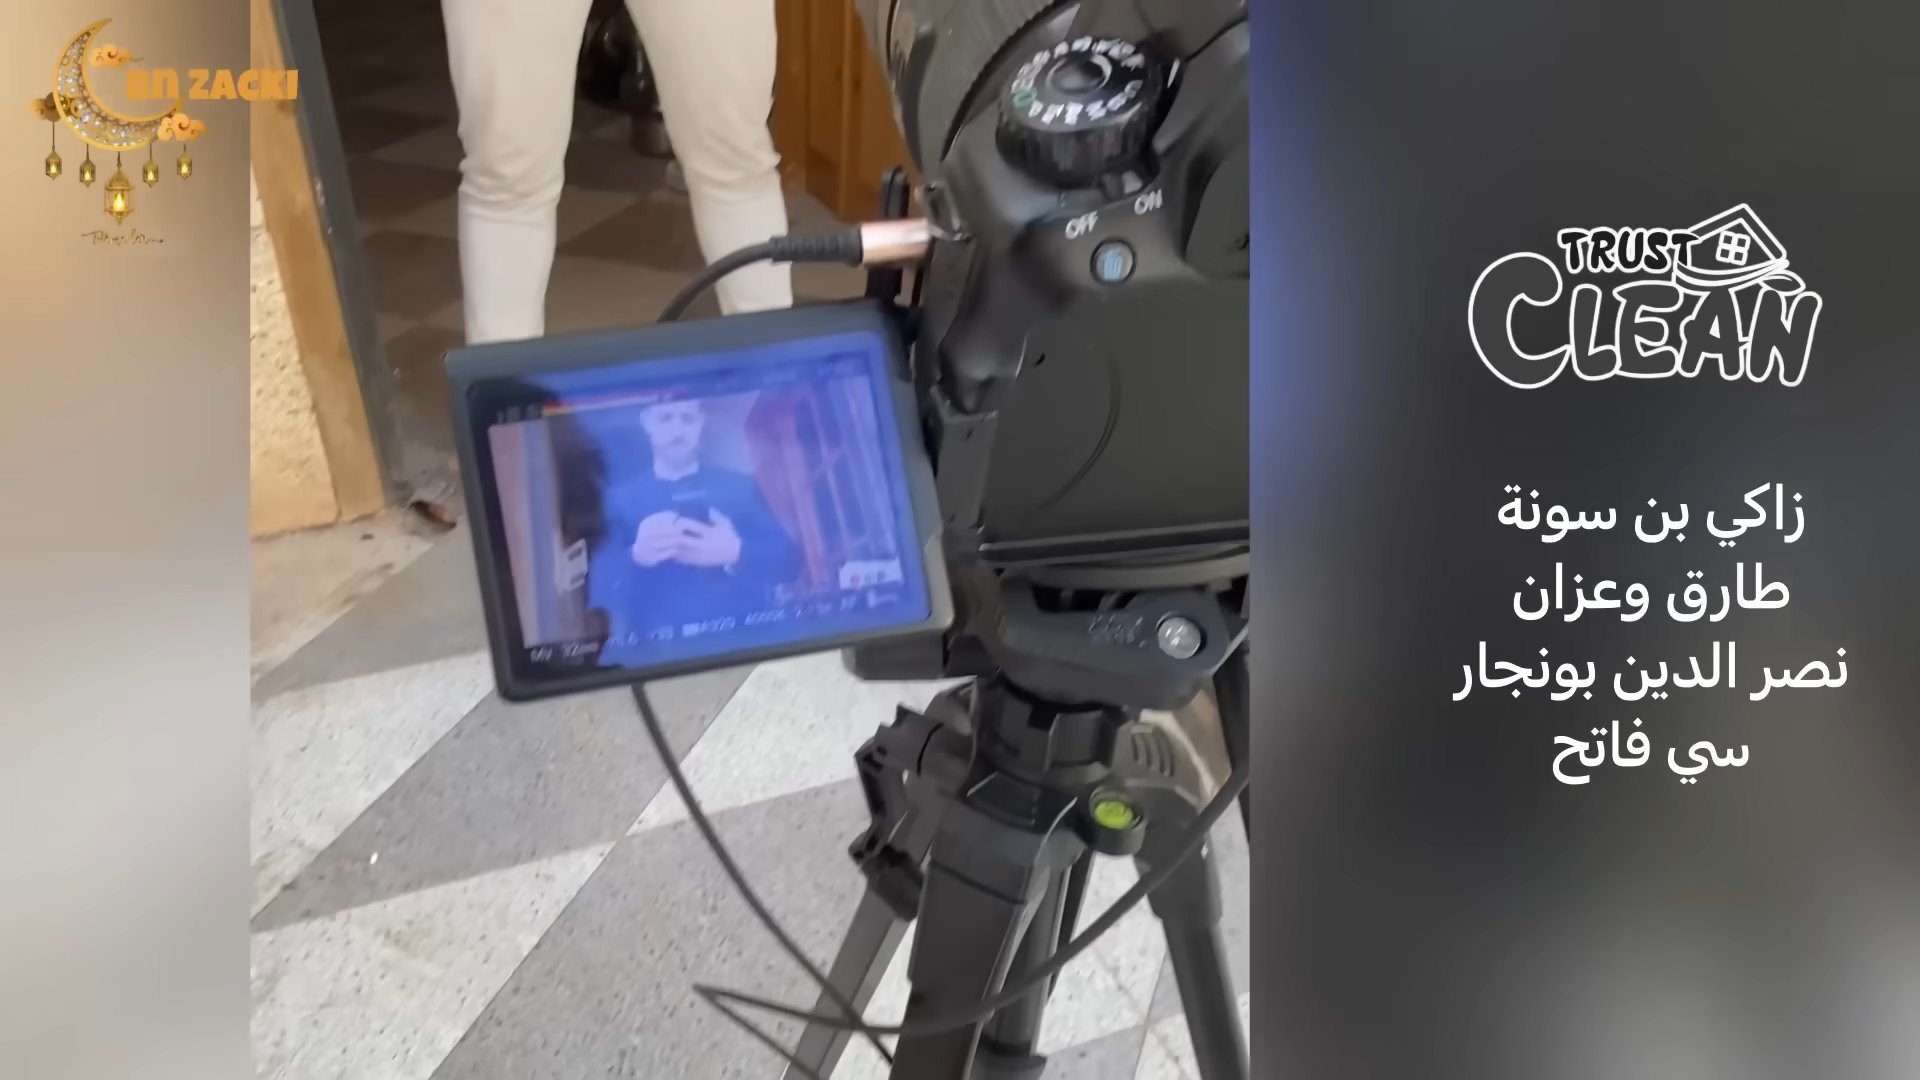 BN ZACKI
TRUST
CLEAN
زاكي بن سونة
طارق وعزان
نصر الدين بونجار
سي فاتح
OFF
ON